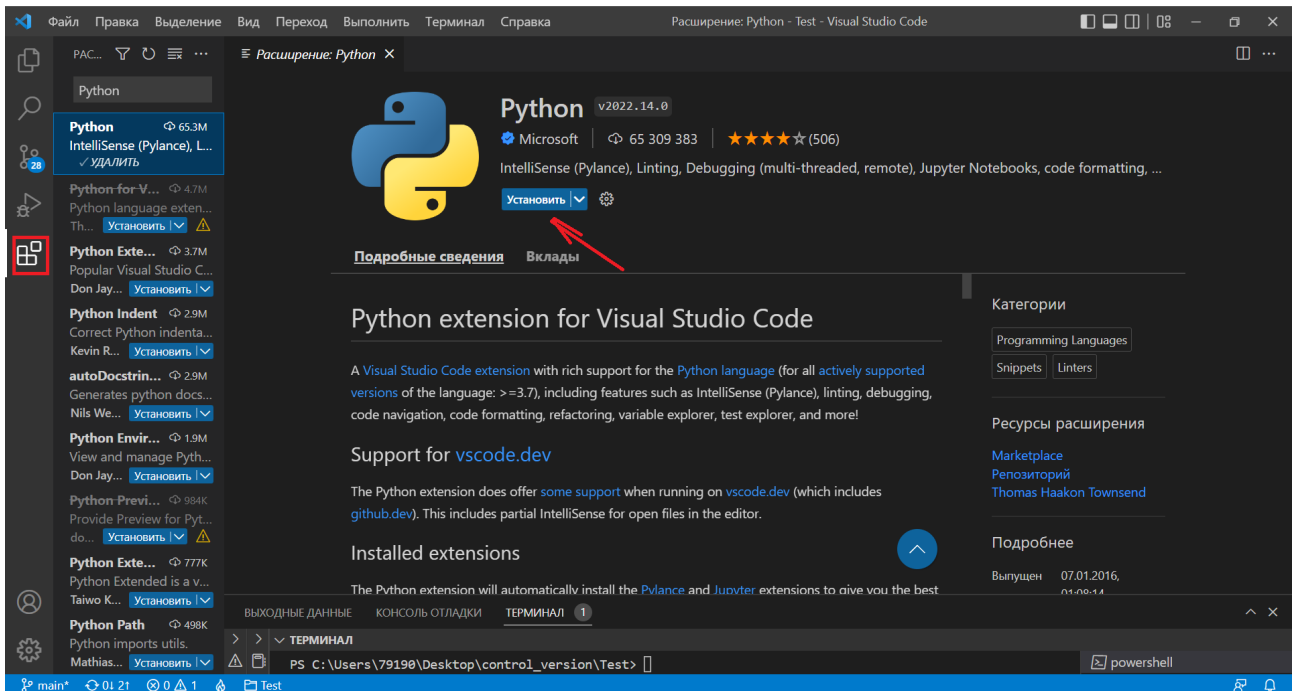 Файл Правка Выделение Вид Переход Выполнить Терминал Справка
Расширение: Python - Test - Visual Studio Code
РАС...
Python
Python 65.3M
IntelliSense (Pylance), L...
✓ УДАЛИТЬ
Python for V... 4.7M
Python language exten...
Th... Установить
Python Exte... 3.7M
Popular Visual Studio C...
Don Jay... Установить
Python Indent 2.9M
Correct Python indenta...
Kevin R... Установить
autoDocstrin... 2.9M
Generates python docs...
Nils We... Установить
Python Envir... 1.9M
View and manage Pyth...
Don Jay... Установить
Python Previ... 984K
Provide Preview for Pyt...
do... Установить
Python Exte... 777K
Python Extended is a v...
Taiwo K... Установить
Python Path 498K
Python imports utils.
Mathias... Установить
28
Расширение: Python
Python v2022.14.0
Microsoft 65 309 383 (506)
IntelliSense (Pylance), Linting, Debugging (multi-threaded, remote), Jupyter Notebooks, code formatting, ...
Установить
Подробные сведения Вклады
Python extension for Visual Studio Code
A Visual Studio Code extension with rich support for the Python language (for all actively supported
versions of the language: >=3.7), including features such as IntelliSense (Pylance), linting, debugging,
code navigation, code formatting, refactoring, variable explorer, test explorer, and more!
Support for vscode.dev
The Python extension does offer some support when running on vscode.dev (which includes
github.dev). This includes partial IntelliSense for open files in the editor.
Installed extensions
The Python extension will automatically install the Pylance and Jupyter extensions to give you the best
Категории
Programming Languages
Snippets Linters
Ресурсы расширения
Marketplace
Репозиторий
Thomas Haakon Townsend
Подробнее
Выпущен 07.01.2016,
01:08:14
ВЫХОДНЫЕ ДАННЫЕ КОНСОЛЬ ОТЛАДКИ ТЕРМИНАЛ 1
ТЕРМИНАЛ
PS C:\Users\79190\Desktop\control_version\Test>
powershell
main* 0↓ 2↑ 0 1 Test